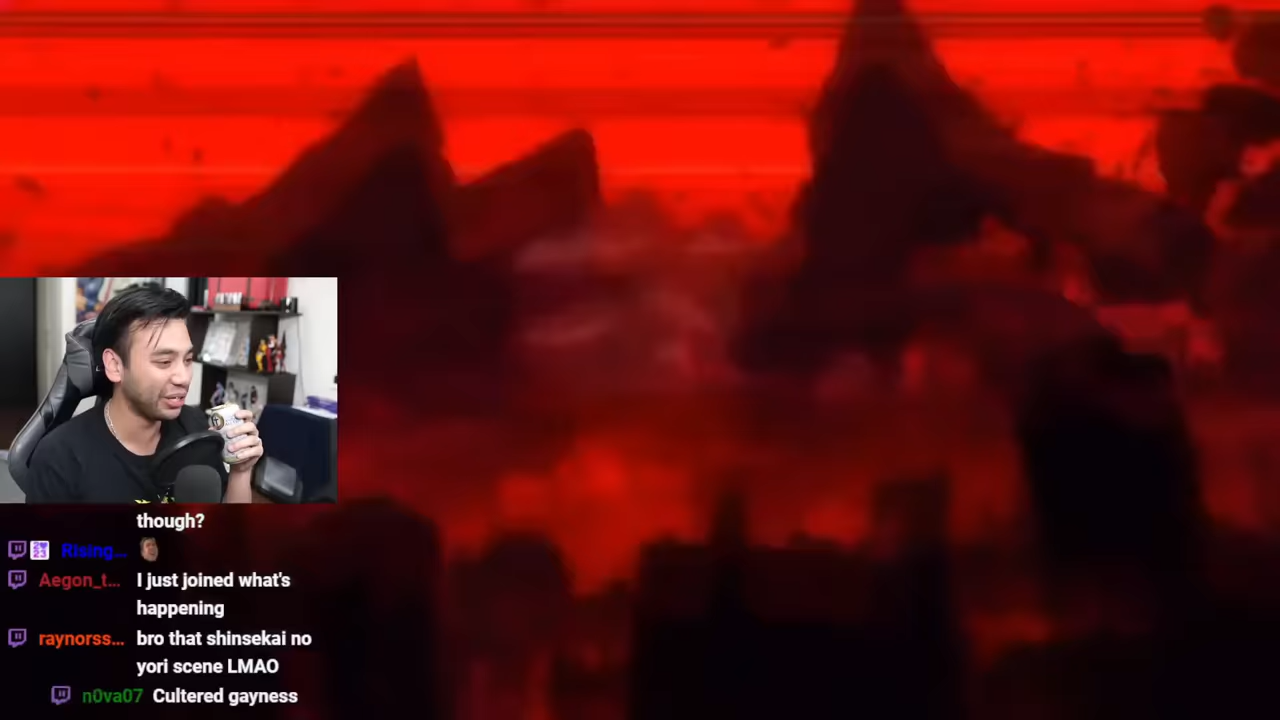 though?
Rising...
Aegon_t... I just joined what's
happening
raynorss... bro that shinsekai no
yori scene LMAO
n0va07 Cultered gayness